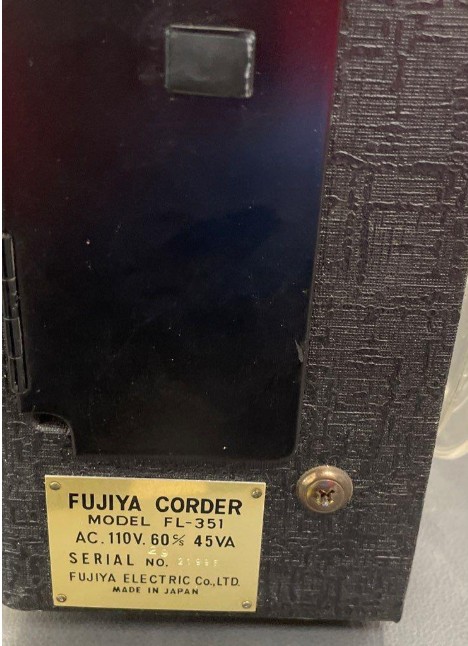 FUJIYA CORDER
MODEL FL-351
AC. 110V. 60 c/s 45VA
SERIAL NO.
FUJIYA ELECTRIC Co., LTD.
MADE IN JAPAN